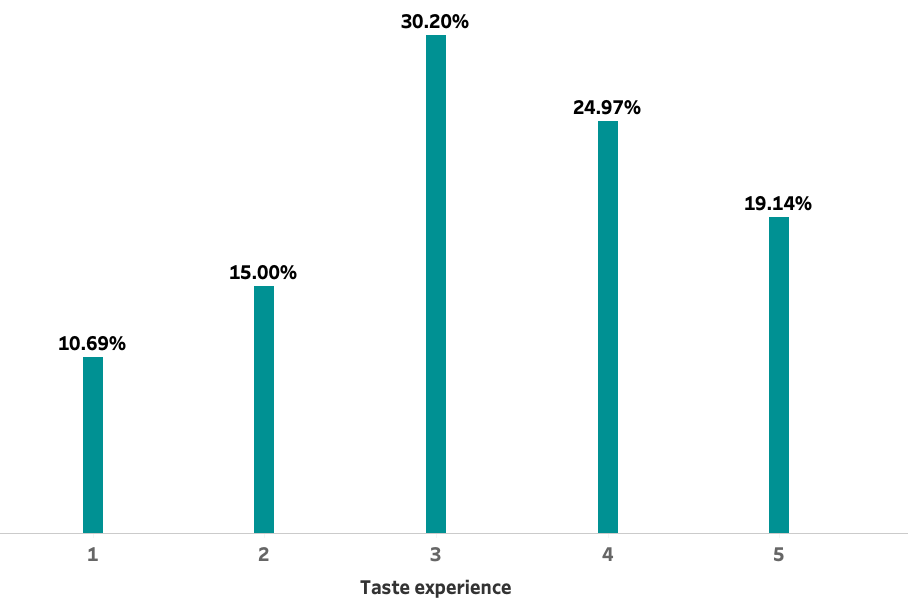 30.20%
24.97%
19.14%
15.00%
10.69%
1 2 3 4 5
Taste experience